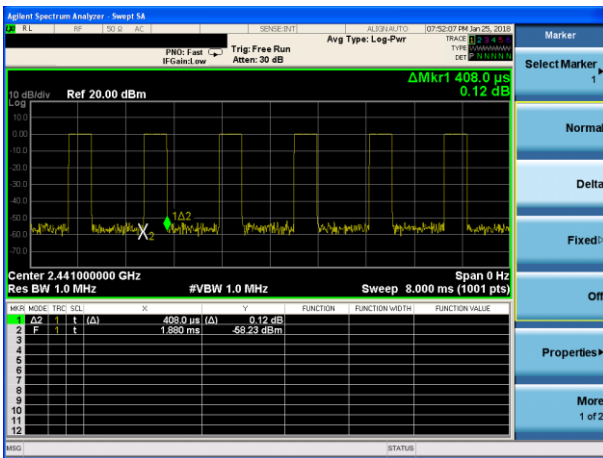 Agilent Spectrum Analyzer - Swept SA
RL RF 50 Ω AC SENSE:INT ALIGNAUTO 07:52:07 PM Jan 25, 2018
PNO: Fast Trig: Free Run Avg Type: Log-Pwr TRACE 1 2 3 4 5 6
IFGain:Low Atten: 30 dB TYPE
DET P N N N N N
Marker
Select Marker
1
ΔMkr1 408.0 µs
0.12 dB
10 dB/div Ref 20.00 dBm
Log
10.0
0.00
-10.0
-20.0
-30.0
-40.0
-50.0
-60.0
-70.0
X2
1Δ2
Normal
Delta
Fixed
Off
Properties
More
1 of 2
Center 2.441000000 GHz Span 0 Hz
Res BW 1.0 MHz #VBW 1.0 MHz Sweep 8.000 ms (1001 pts)
MKR MODE TRC SCL X Y FUNCTION FUNCTION WIDTH FUNCTION VALUE
1 Δ2 1 t (Δ) 408.0 µs (Δ) 0.12 dB
2 F 1 t 1.880 ms -58.23 dBm
3
4
5
6
7
8
9
10
11
12
MSG STATUS